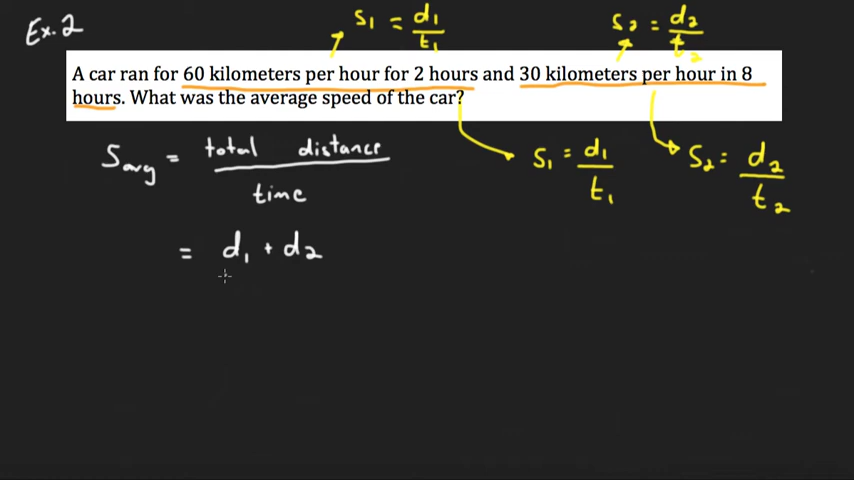 Ex. 2
s₁ = d₁/t₁
s₂ = d₂/t₂
A car ran for 60 kilometers per hour for 2 hours and 30 kilometers per hour in 8
hours. What was the average speed of the car?
Savg = total distance / time
s₁ = d₁/t₁
s₂ = d₂/t₂
= d₁ + d₂